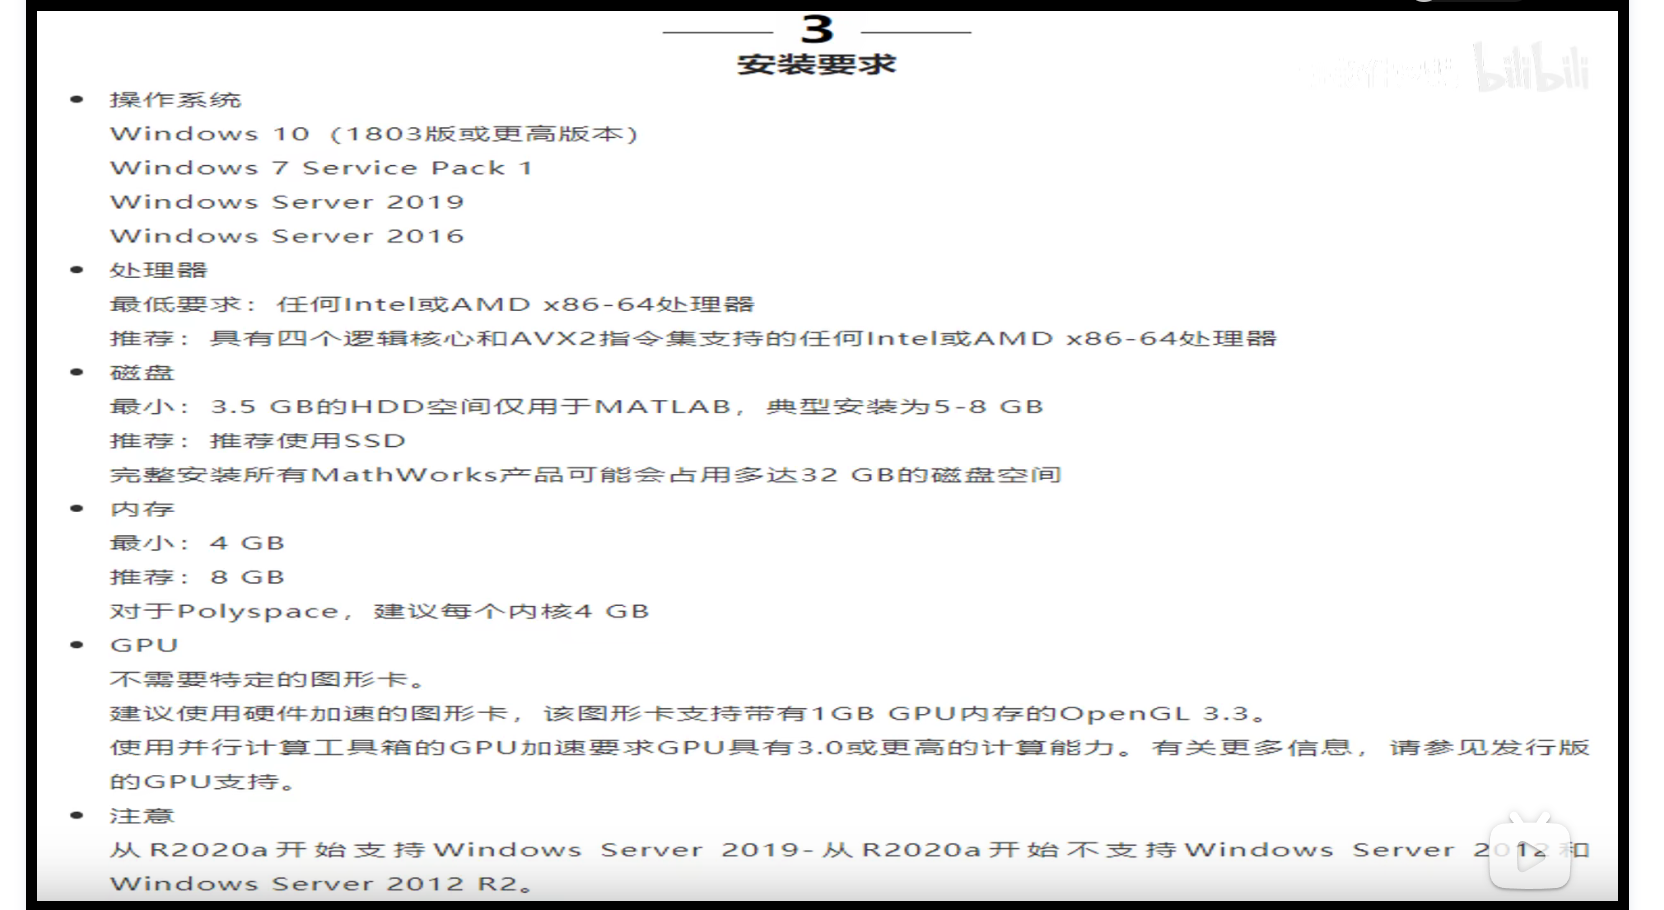 3
安装要求
bilibili
操作系统
Windows 10（1803版或更高版本）
Windows 7 Service Pack 1
Windows Server 2019
Windows Server 2016
处理器
最低要求：任何Intel或AMD x86-64处理器
推荐：具有四个逻辑核心和AVX2指令集支持的任何Intel或AMD x86-64处理器
磁盘
最小：3.5 GB的HDD空间仅用于MATLAB，典型安装为5-8 GB
推荐：推荐使用SSD
完整安装所有MathWorks产品可能会占用多达32 GB的磁盘空间
内存
最小：4 GB
推荐：8 GB
对于Polyspace，建议每个内核4 GB
GPU
不需要特定的图形卡。
建议使用硬件加速的图形卡，该图形卡支持带有1GB GPU内存的OpenGL 3.3。
使用并行计算工具箱的GPU加速要求GPU具有3.0或更高的计算能力。有关更多信息，请参见发行版
的GPU支持。
注意
从R2020a开始支持Windows Server 2019-从R2020a开始不支持Windows Server 2012和
Windows Server 2012 R2。